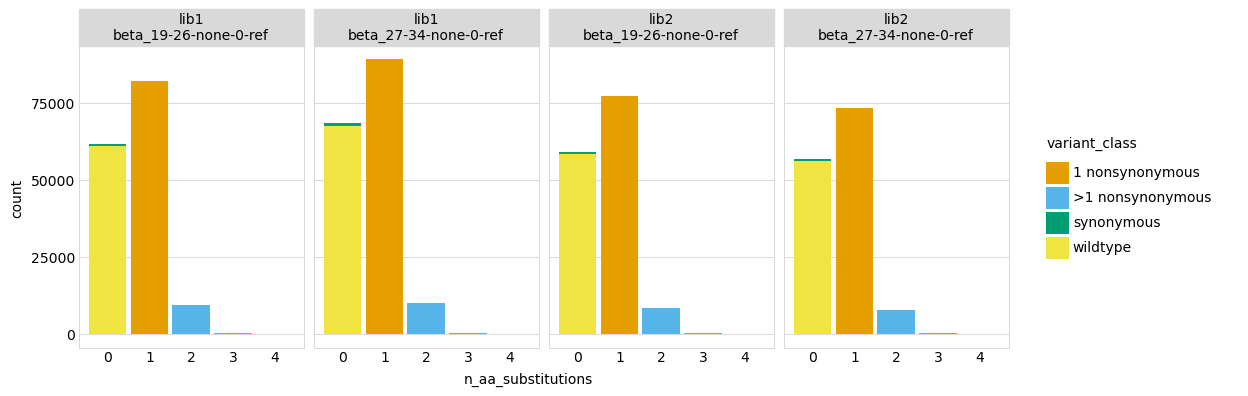 lib1
beta_19-26-none-0-ref
lib1
beta_27-34-none-0-ref
lib2
beta_19-26-none-0-ref
lib2
beta_27-34-none-0-ref
count
75000
50000
25000
0
0 1 2 3 4
0 1 2 3 4
0 1 2 3 4
0 1 2 3 4
n_aa_substitutions
variant_class
1 nonsynonymous
>1 nonsynonymous
synonymous
wildtype